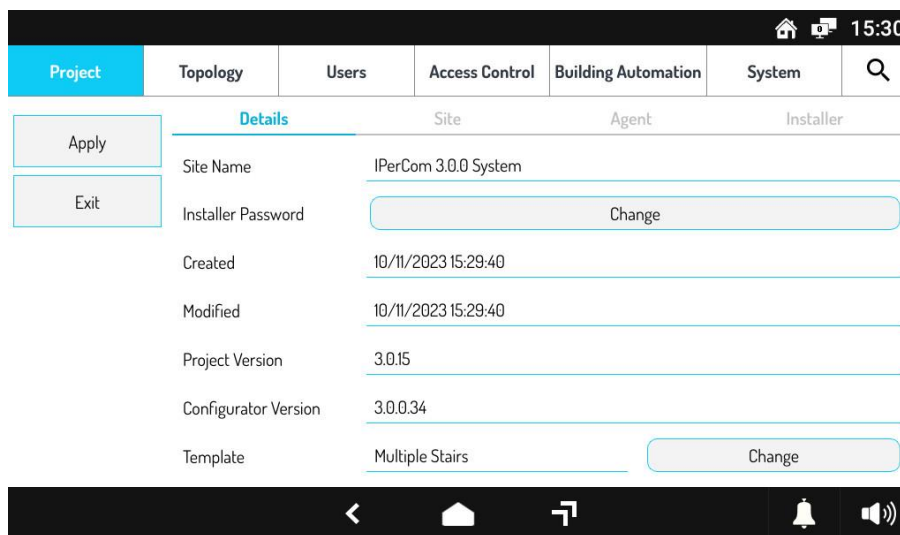 15:30
Project Topology Users Access Control Building Automation System
Details Site Agent Installer
Apply
Exit
Site Name IPerCom 3.0.0 System
Installer Password Change
Created 10/11/2023 15:29:40
Modified 10/11/2023 15:29:40
Project Version 3.0.15
Configurator Version 3.0.0.34
Template Multiple Stairs Change